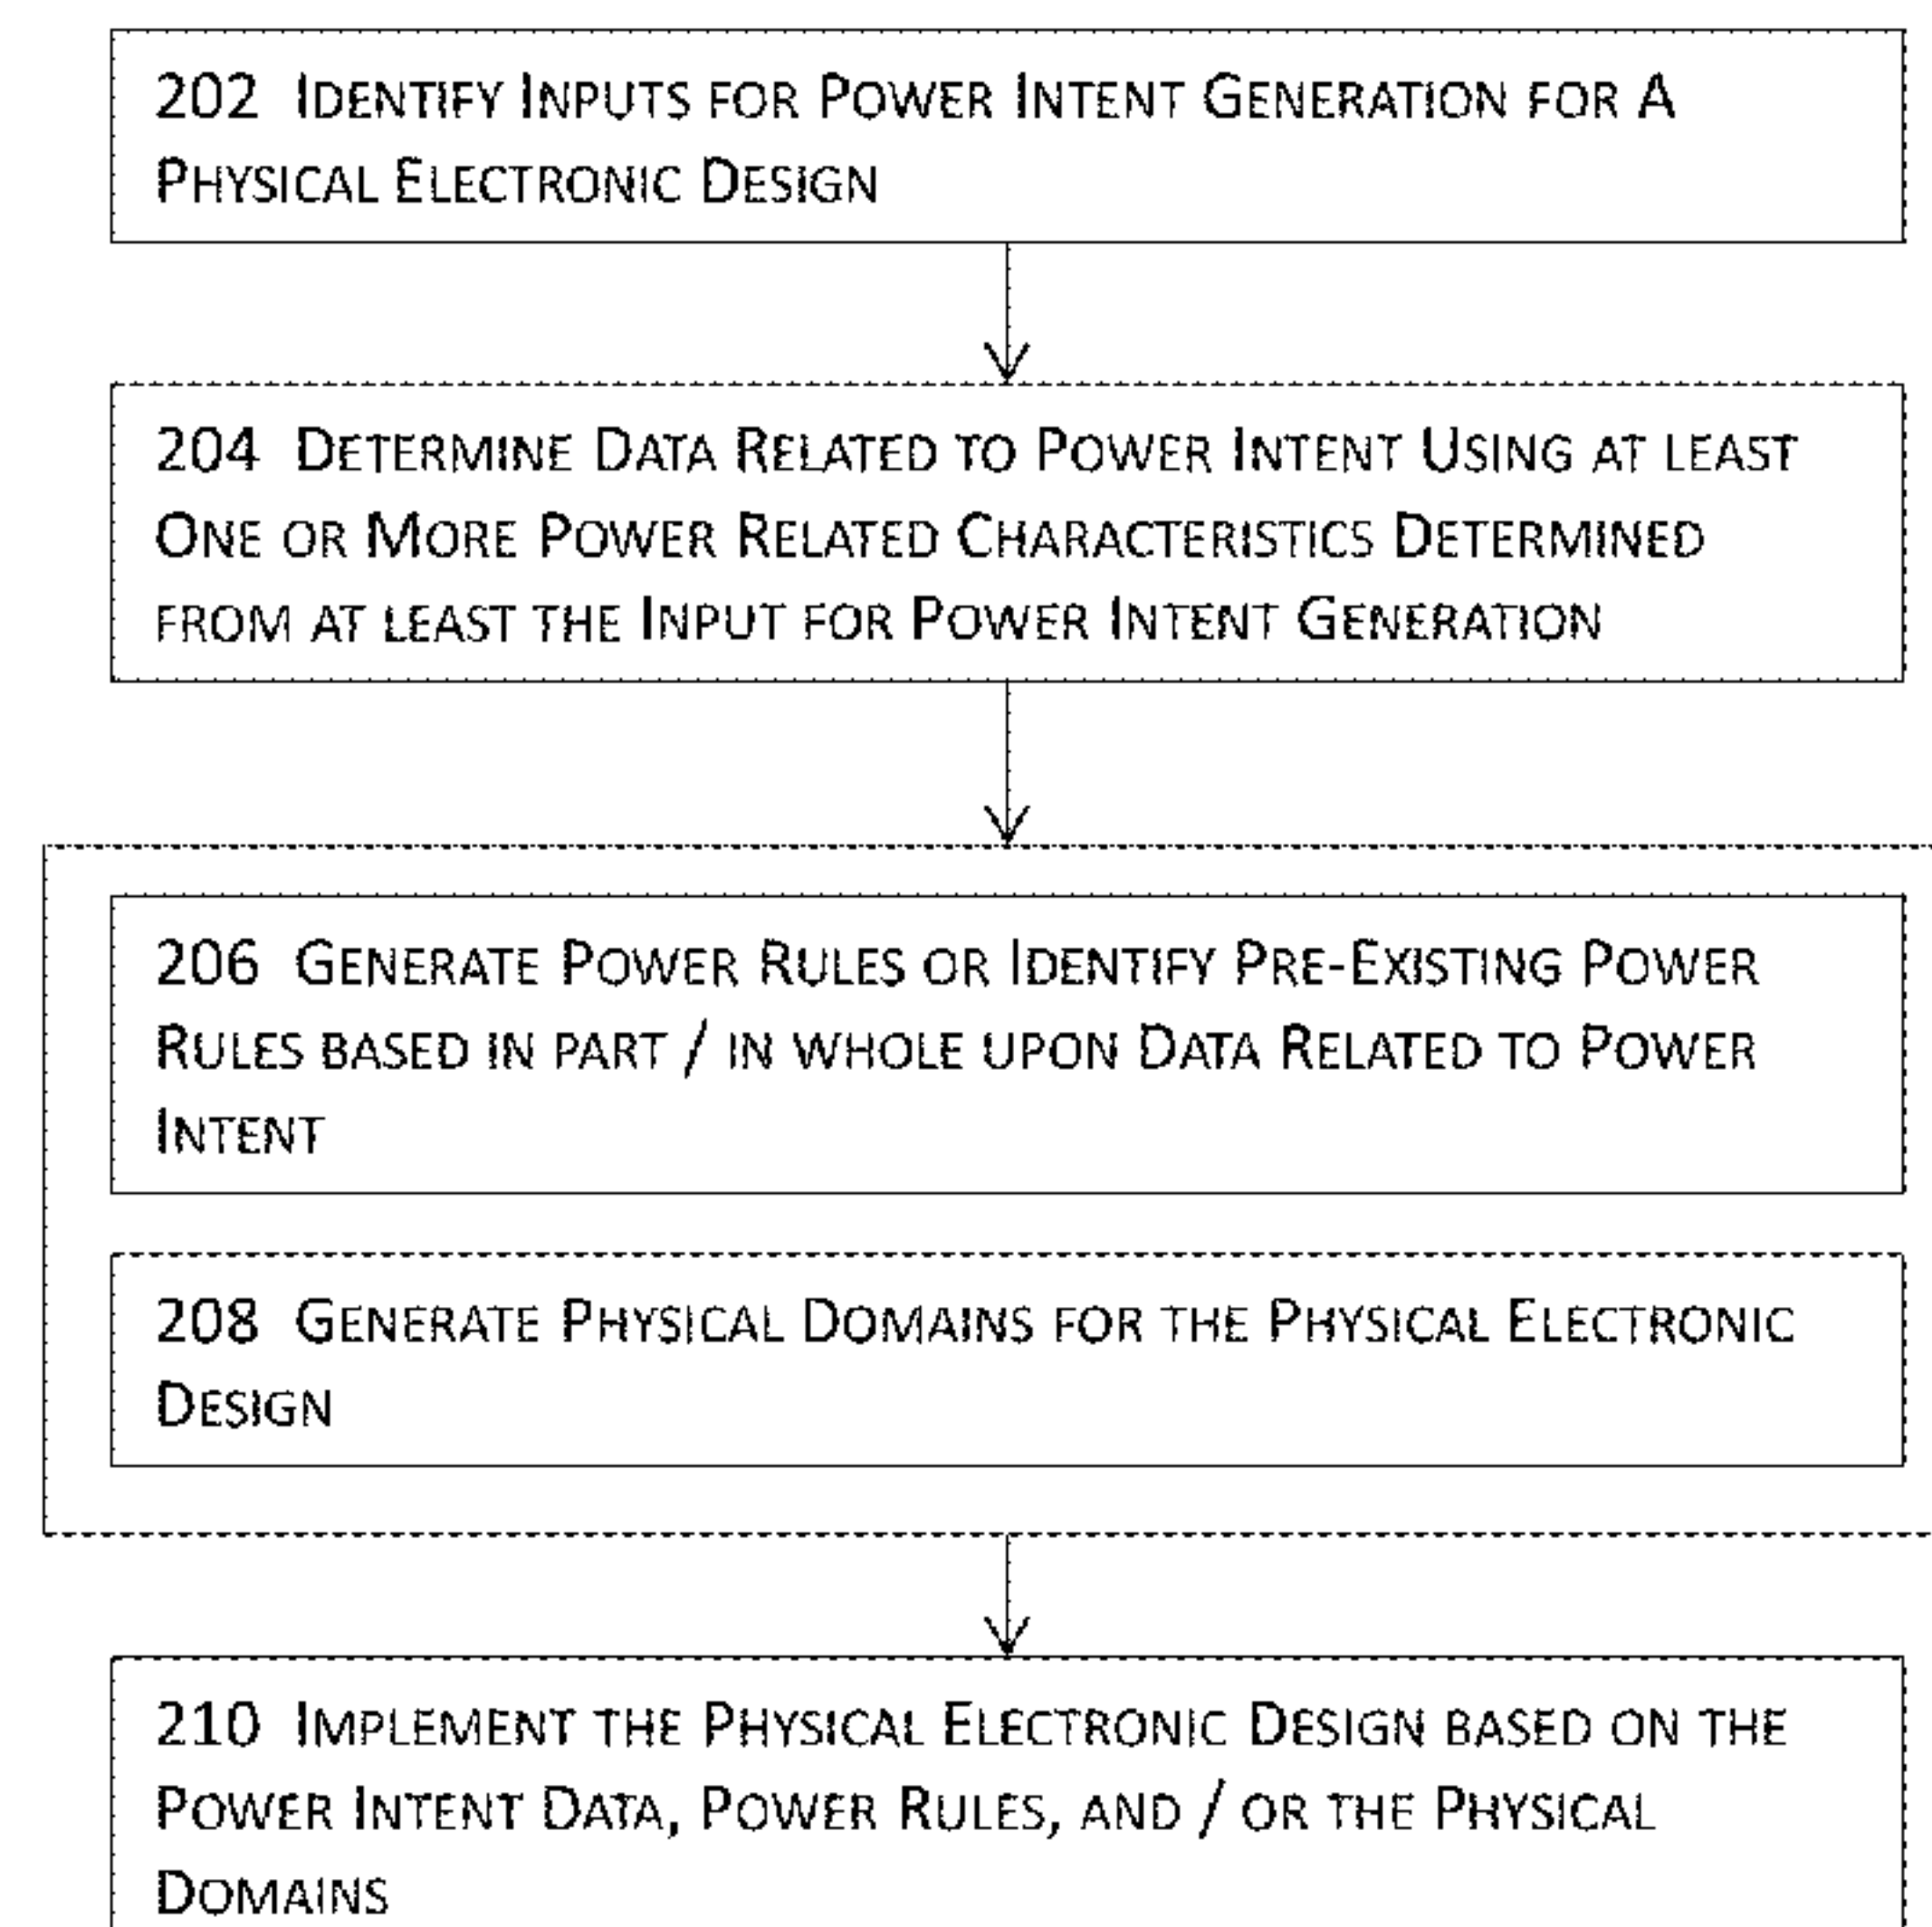 202 IDENTIFY INPUTS FOR POWER INTENT GENERATION FOR A
PHYSICAL ELECTRONIC DESIGN
204 DETERMINE DATA RELATED TO POWER INTENT USING AT LEAST
ONE OR MORE POWER RELATED CHARACTERISTICS DETERMINED
FROM AT LEAST THE INPUT FOR POWER INTENT GENERATION
206 GENERATE POWER RULES OR IDENTIFY PRE-EXISTING POWER
RULES BASED IN PART / IN WHOLE UPON DATA RELATED TO POWER
INTENT
208 GENERATE PHYSICAL DOMAINS FOR THE PHYSICAL ELECTRONIC
DESIGN
210 IMPLEMENT THE PHYSICAL ELECTRONIC DESIGN BASED ON THE
POWER INTENT DATA, POWER RULES, AND / OR THE PHYSICAL
DOMAINS